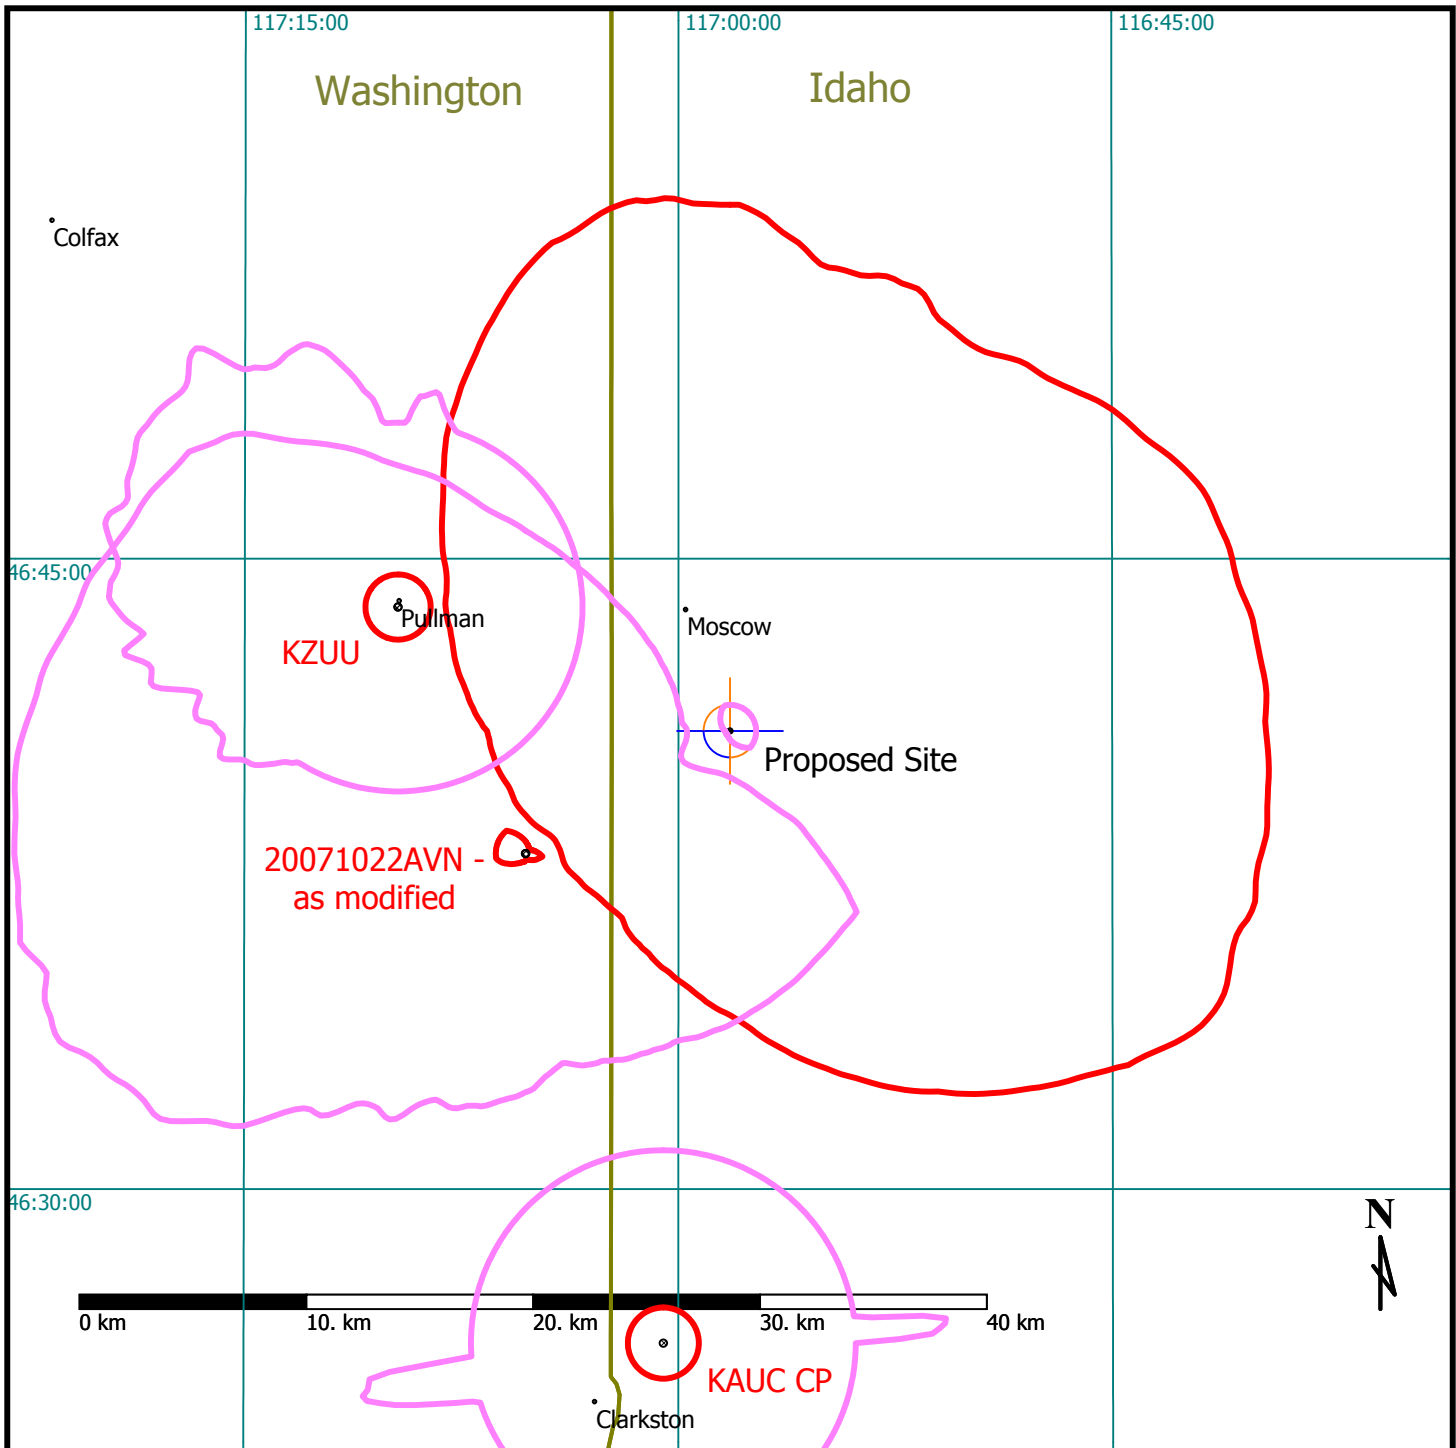 117:15:00
117:00:00
116:45:00
Washington
Idaho
Colfax
46:45:00
Pullman
KZUU
Moscow
Proposed Site
20071022AVN -
as modified
46:30:00
N
0 km
10. km
20. km
30. km
40 km
KAUC CP
Clarkston